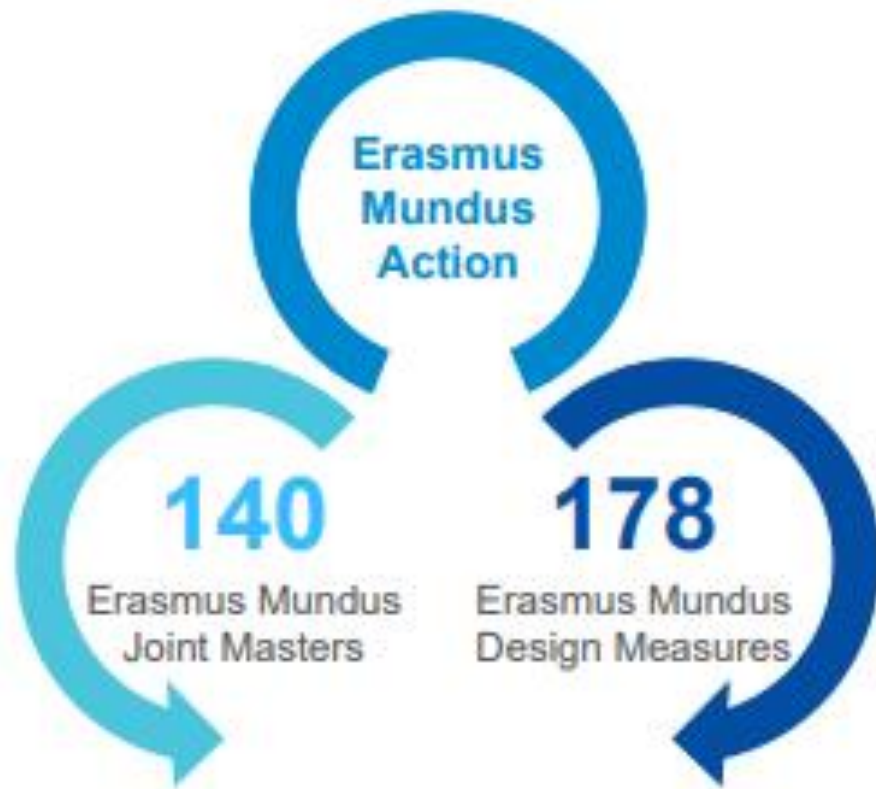 Erasmus
Mundus
Action
140
Erasmus Mundus
Joint Masters
178
Erasmus Mundus
Design Measures